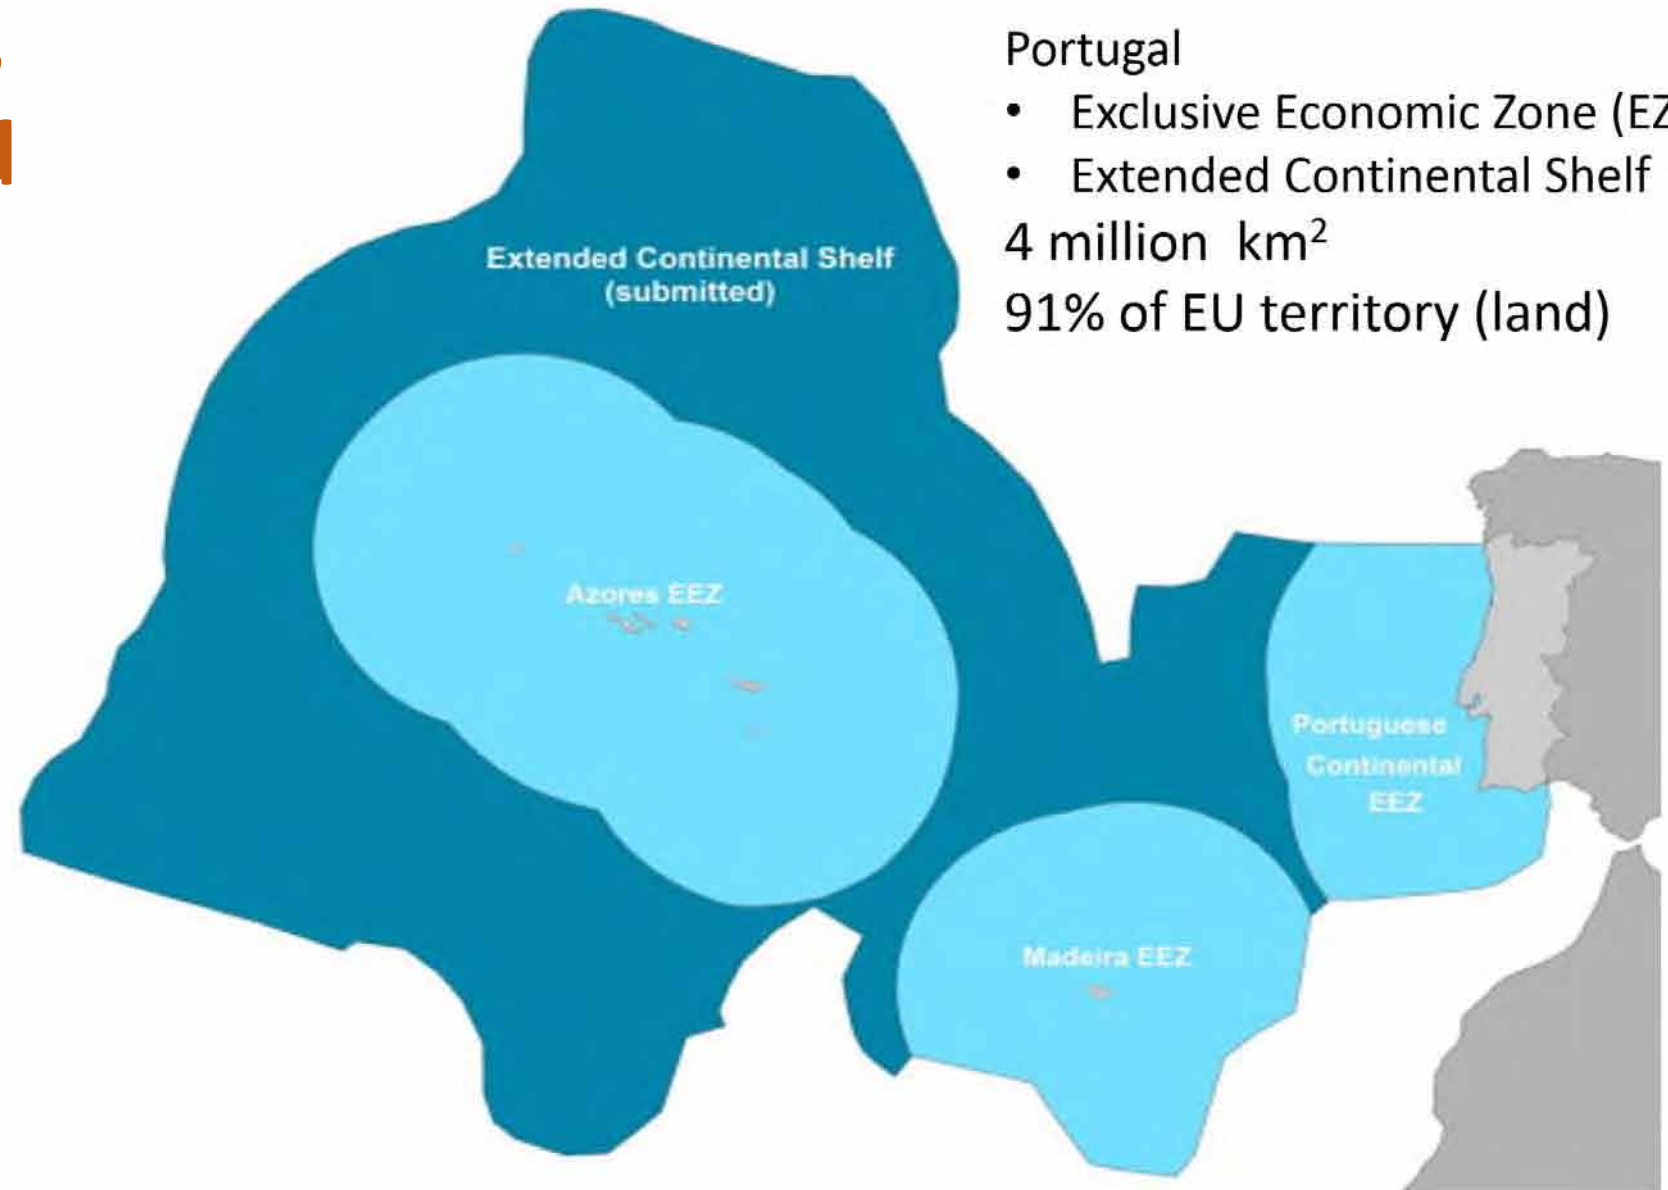 Portugal
• Exclusive Economic Zone (EZ
• Extended Continental Shelf
4 million km²
91% of EU territory (land)
Extended Continental Shelf
(submitted)
Azores EEZ
Portuguese
Continental
EEZ
Madeira EEZ